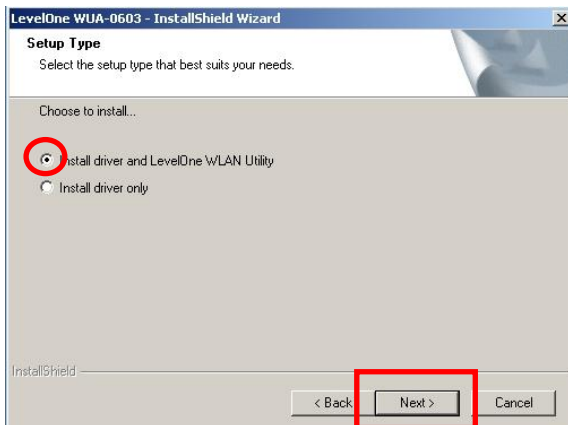 LevelOne WUA-0603 - InstallShield Wizard
Setup Type
Select the setup type that best suits your needs.
Choose to install...
Install driver and LevelOne WLAN Utility
Install driver only
InstallShield
< Back
Next >
Cancel